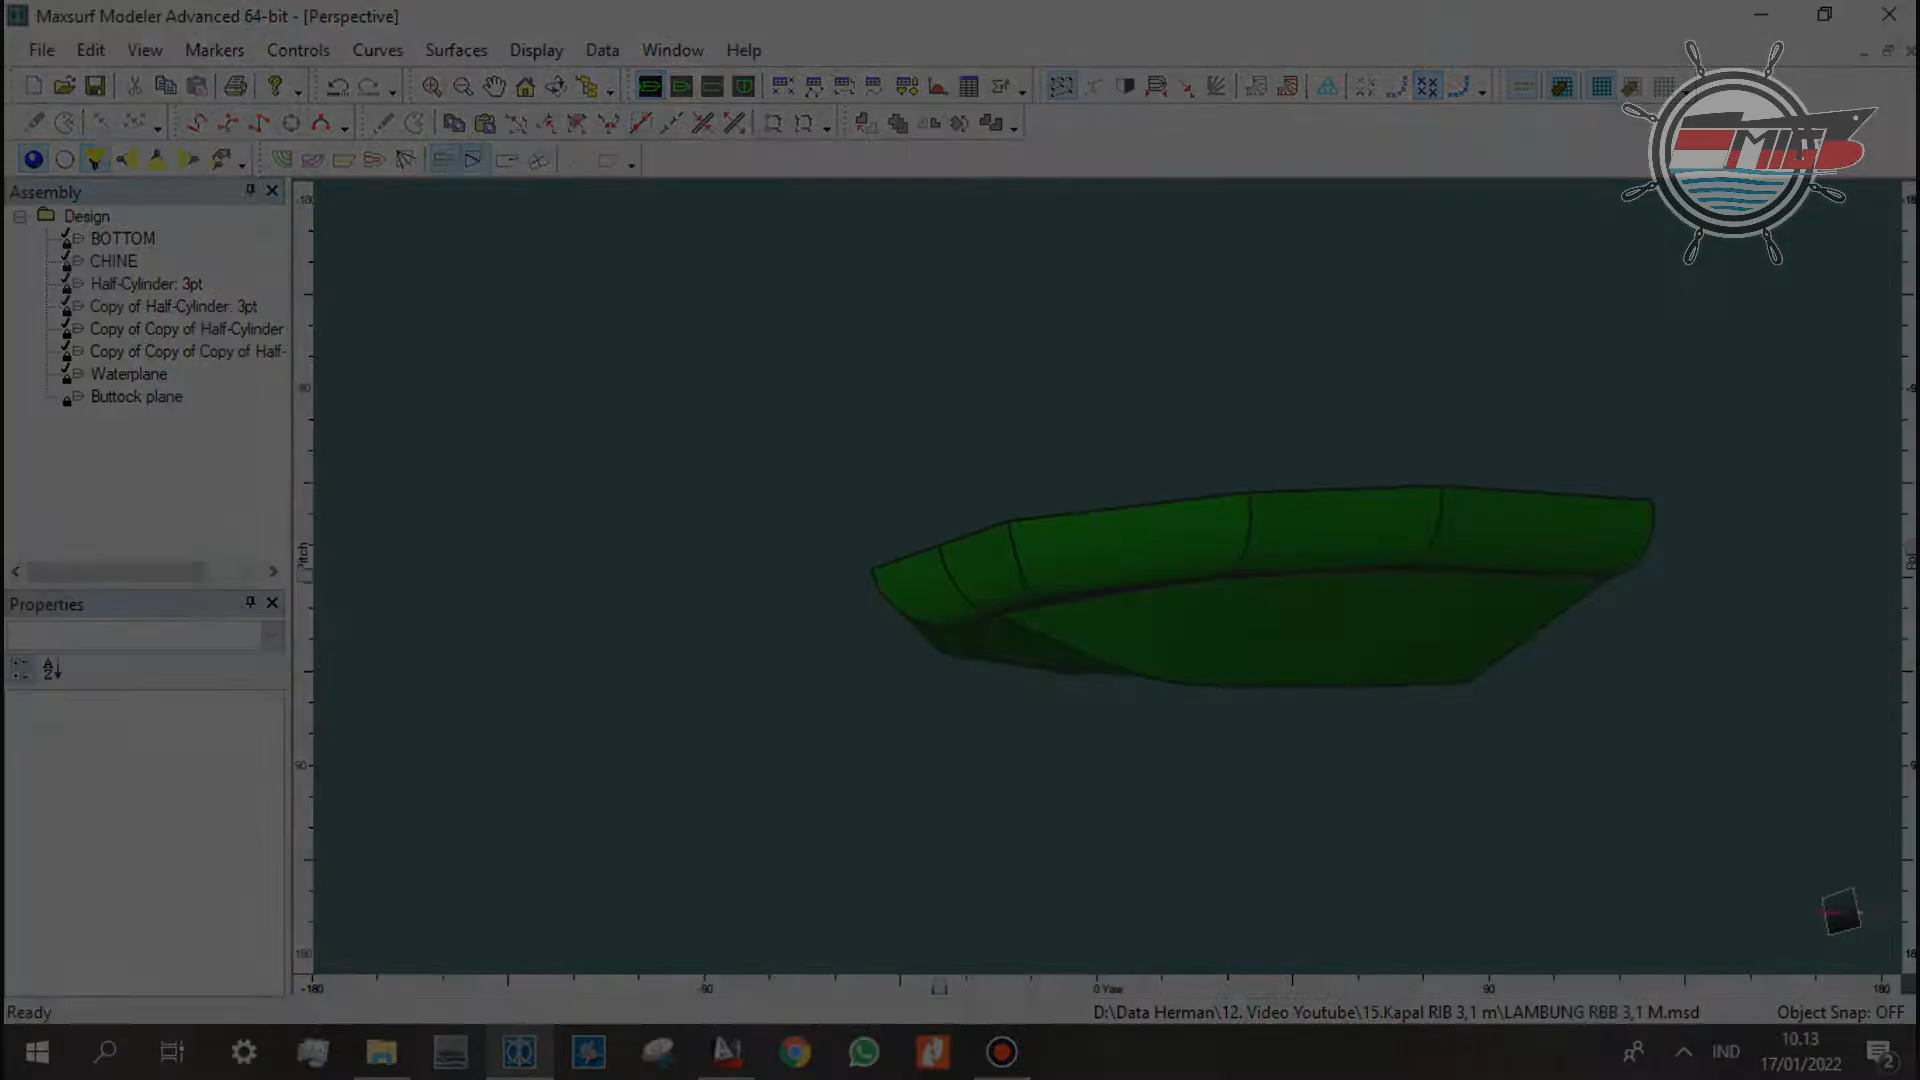 Maxsurf Modeler Advanced 64-bit - [Perspective]
File Edit View Markers Controls Curves Surfaces Display Data Window Help
Assembly
Design
BOTTOM
CHINE
Half-Cylinder: 3pt
Copy of Half-Cylinder: 3pt
Copy of Copy of Half-Cylinder
Copy of Copy of Copy of Half-
Waterplane
Buttock plane
Properties
Pitch
90
180
-180
-90
0 Yaw
90
180
Ready
D:\Data Herman\12. Video Youtube\15.Kapal RIB 3,1 m\LAMBUNG RBB 3,1 M.msd
Object Snap: OFF
IND
10.13
17/01/2022
2